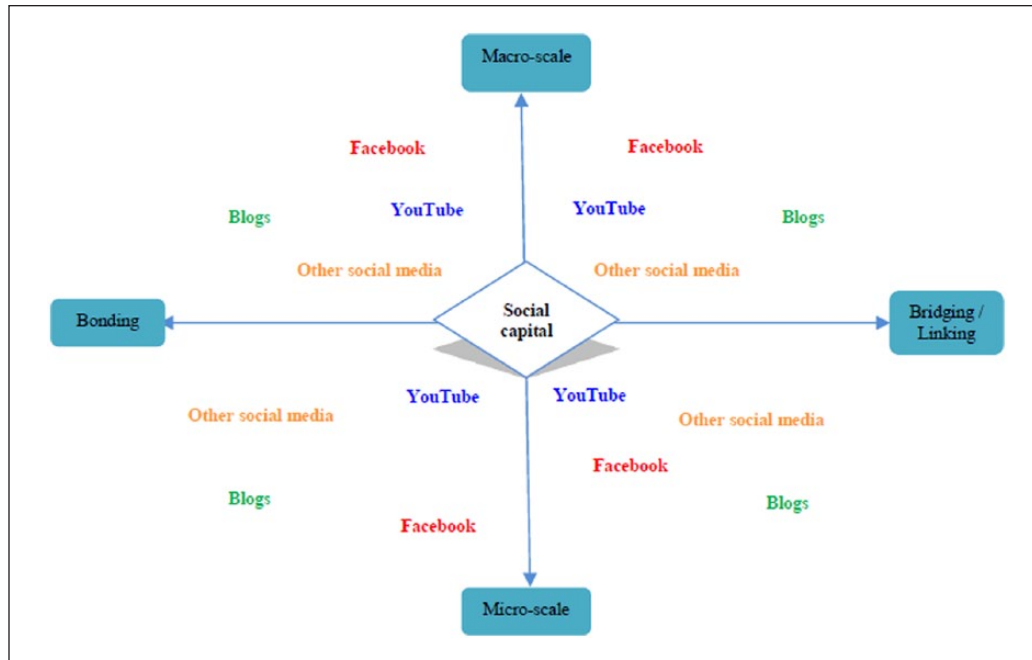 Macro-scale
Facebook
Facebook
YouTube
YouTube
Blogs
Blogs
Other social media
Other social media
Bonding
Social
capital
Bridging /
Linking
YouTube
YouTube
Other social media
Other social media
Facebook
Blogs
Blogs
Facebook
Micro-scale